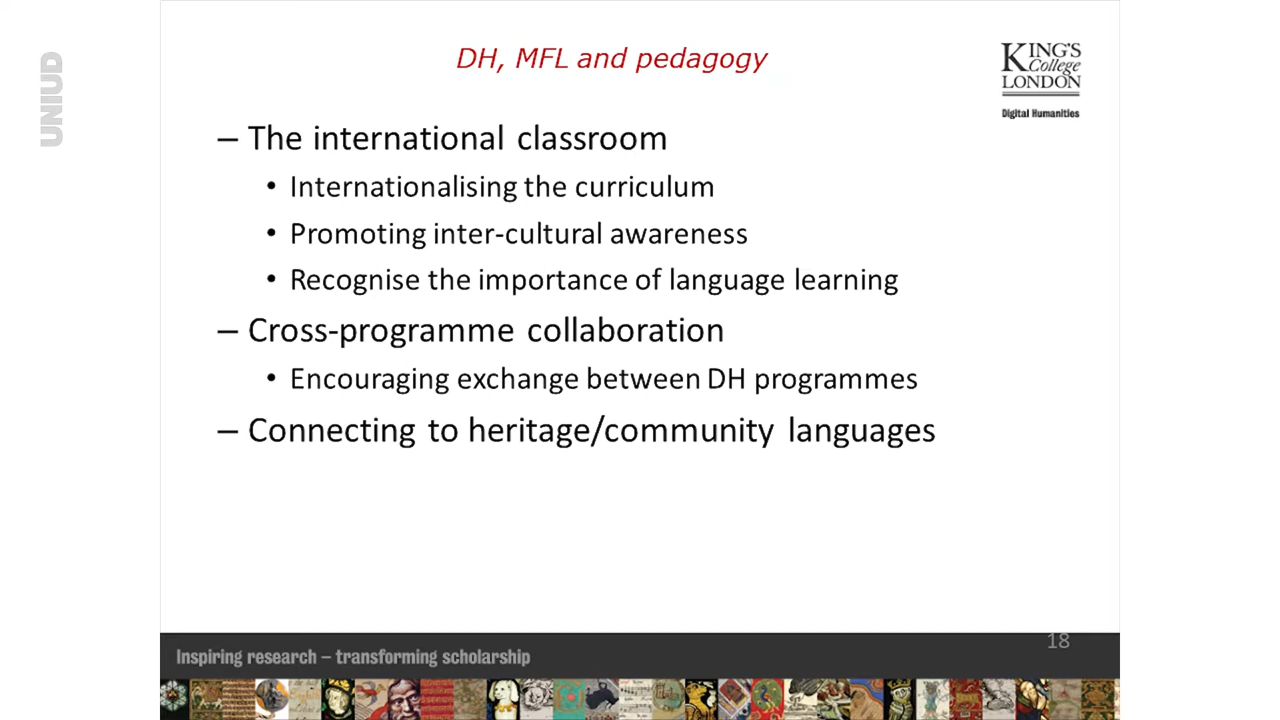 UNIUD
DH, MFL and pedagogy
KING'S
College
LONDON
Digital Humanities
– The international classroom
• Internationalising the curriculum
• Promoting inter-cultural awareness
• Recognise the importance of language learning
– Cross-programme collaboration
• Encouraging exchange between DH programmes
– Connecting to heritage/community languages
18
Inspiring research – transforming scholarship